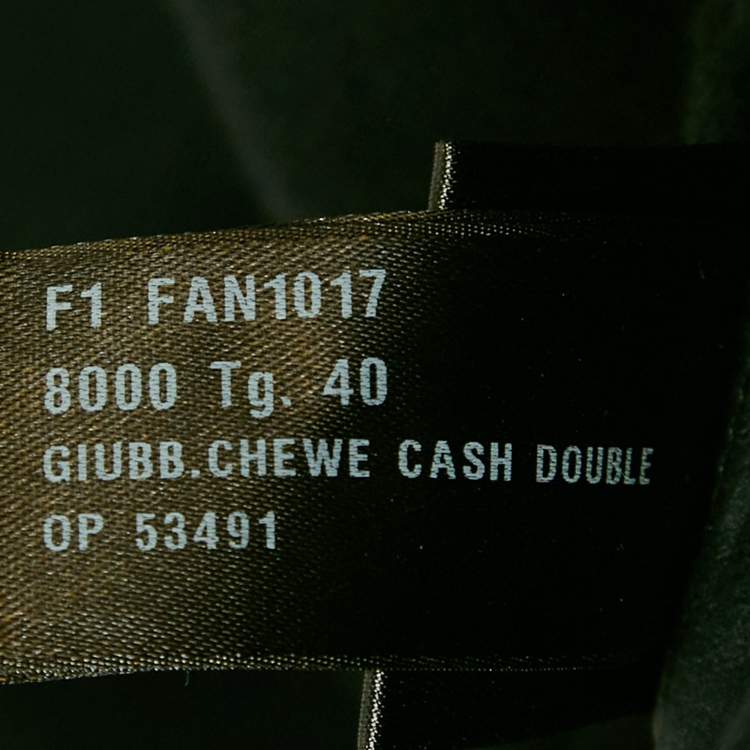 F1 FAN1017
8000 Tg. 40
GIUBB.CHEWE CASH DOUBLE
OP 53491